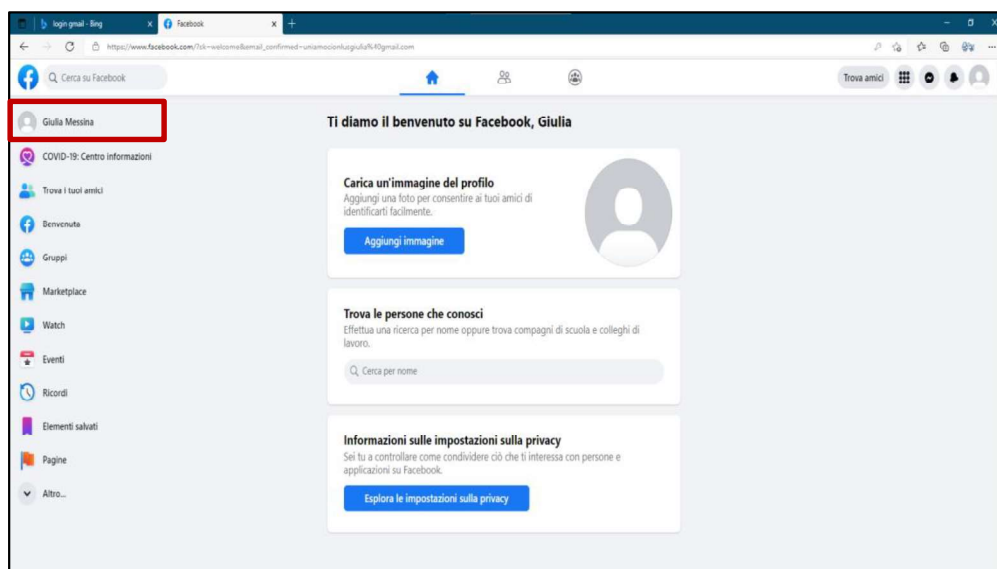 login gmail - Bing
Facebook
https://www.facebook.com/?sk=welcome&email_confirmed=uniamocionlusgiulia%40gmail.com
Cerca su Facebook
Trova amici
Giulia Messina
COVID-19: Centro informazioni
Trova i tuoi amici
Benvenuta
Gruppi
Marketplace
Watch
Eventi
Ricordi
Elementi salvati
Pagine
Altro...
Ti diamo il benvenuto su Facebook, Giulia
Carica un'immagine del profilo
Aggiungi una foto per consentire ai tuoi amici di
identificarti facilmente.
Aggiungi immagine
Trova le persone che conosci
Effettua una ricerca per nome oppure trova compagni di scuola e colleghi di
lavoro.
Cerca per nome
Informazioni sulle impostazioni sulla privacy
Sei tu a controllare come condividere ciò che ti interessa con persone e
applicazioni su Facebook.
Esplora le impostazioni sulla privacy